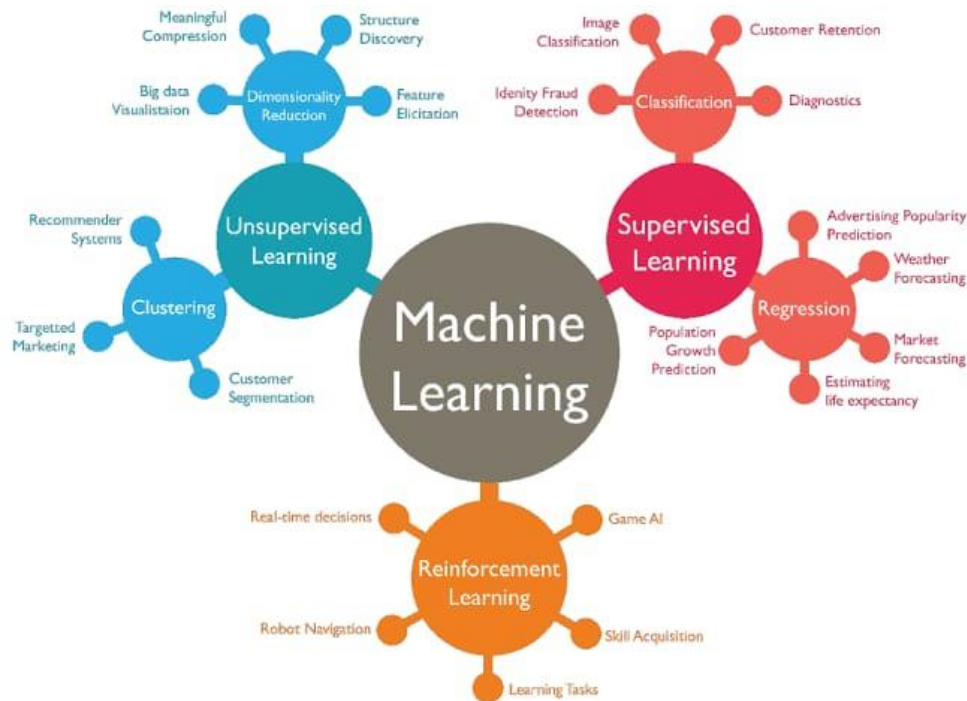 Meaningful
Compression
Structure
Discovery
Big data
Visualistaion
Dimensionality
Reduction
Feature
Elicitation
Image
Classification
Customer Retention
Idenity Fraud
Detection
Classification
Diagnostics
Unsupervised
Learning
Supervised
Learning
Recommender
Systems
Clustering
Targetted
Marketing
Customer
Segmentation
Machine
Learning
Advertising Popularity
Prediction
Weather
Forecasting
Regression
Population
Growth
Prediction
Market
Forecasting
Estimating
life expectancy
Real-time decisions
Game AI
Reinforcement
Learning
Robot Navigation
Skill Acquisition
Learning Tasks